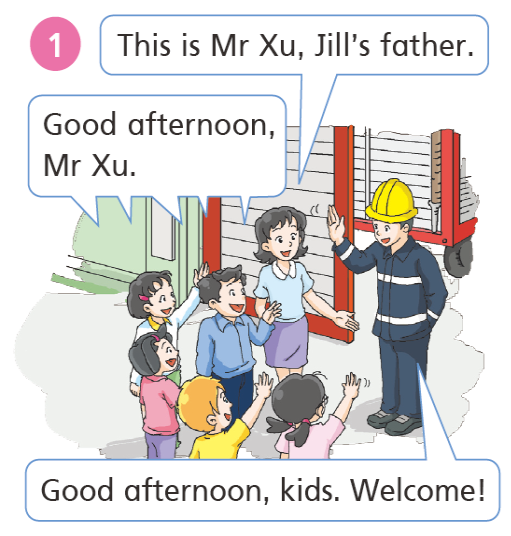 1
This is Mr Xu, Jill's father.
Good afternoon,
Mr Xu.
Good afternoon, kids. Welcome!